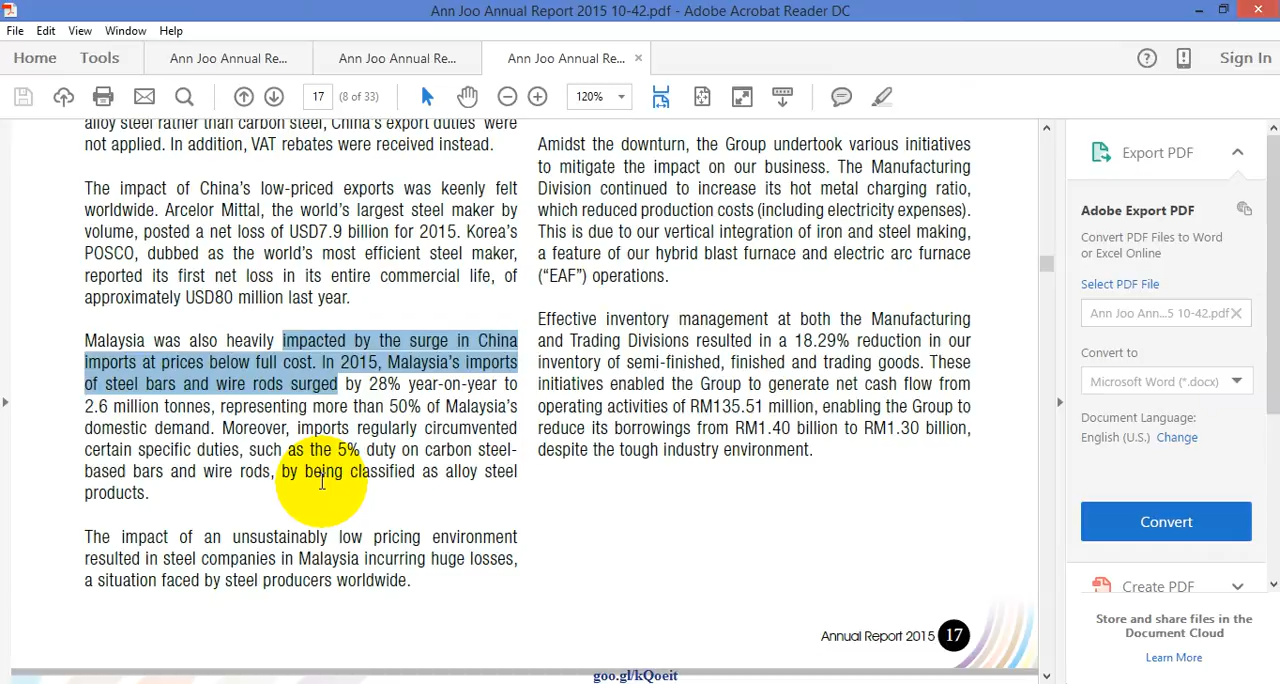 Ann Joo Annual Report 2015 10-42.pdf - Adobe Acrobat Reader DC
File Edit View Window Help
Home Tools Ann Joo Annual Re... Ann Joo Annual Re... Ann Joo Annual Re... × Sign In
17 (8 of 33) 120%
alloy steel rather than carbon steel, China's export duties were
not applied. In addition, VAT rebates were received instead.
The impact of China's low-priced exports was keenly felt
worldwide. Arcelor Mittal, the world's largest steel maker by
volume, posted a net loss of USD7.9 billion for 2015. Korea's
POSCO, dubbed as the world's most efficient steel maker,
reported its first net loss in its entire commercial life, of
approximately USD80 million last year.
Malaysia was also heavily impacted by the surge in China
imports at prices below full cost. In 2015, Malaysia's imports
of steel bars and wire rods surged by 28% year-on-year to
2.6 million tonnes, representing more than 50% of Malaysia's
domestic demand. Moreover, imports regularly circumvented
certain specific duties, such as the 5% duty on carbon steel-
based bars and wire rods, by being classified as alloy steel
products.
The impact of an unsustainably low pricing environment
resulted in steel companies in Malaysia incurring huge losses,
a situation faced by steel producers worldwide.
Amidst the downturn, the Group undertook various initiatives
to mitigate the impact on our business. The Manufacturing
Division continued to increase its hot metal charging ratio,
which reduced production costs (including electricity expenses).
This is due to our vertical integration of iron and steel making,
a feature of our hybrid blast furnace and electric arc furnace
("EAF") operations.
Effective inventory management at both the Manufacturing
and Trading Divisions resulted in a 18.29% reduction in our
inventory of semi-finished, finished and trading goods. These
initiatives enabled the Group to generate net cash flow from
operating activities of RM135.51 million, enabling the Group to
reduce its borrowings from RM1.40 billion to RM1.30 billion,
despite the tough industry environment.
Annual Report 2015 17
goo.gl/kQoeit
Export PDF
Adobe Export PDF
Convert PDF Files to Word
or Excel Online
Select PDF File
Ann Joo Ann...5 10-42.pdf
Convert to
Microsoft Word (*.docx)
Document Language:
English (U.S.) Change
Convert
Create PDF
Store and share files in the
Document Cloud
Learn More